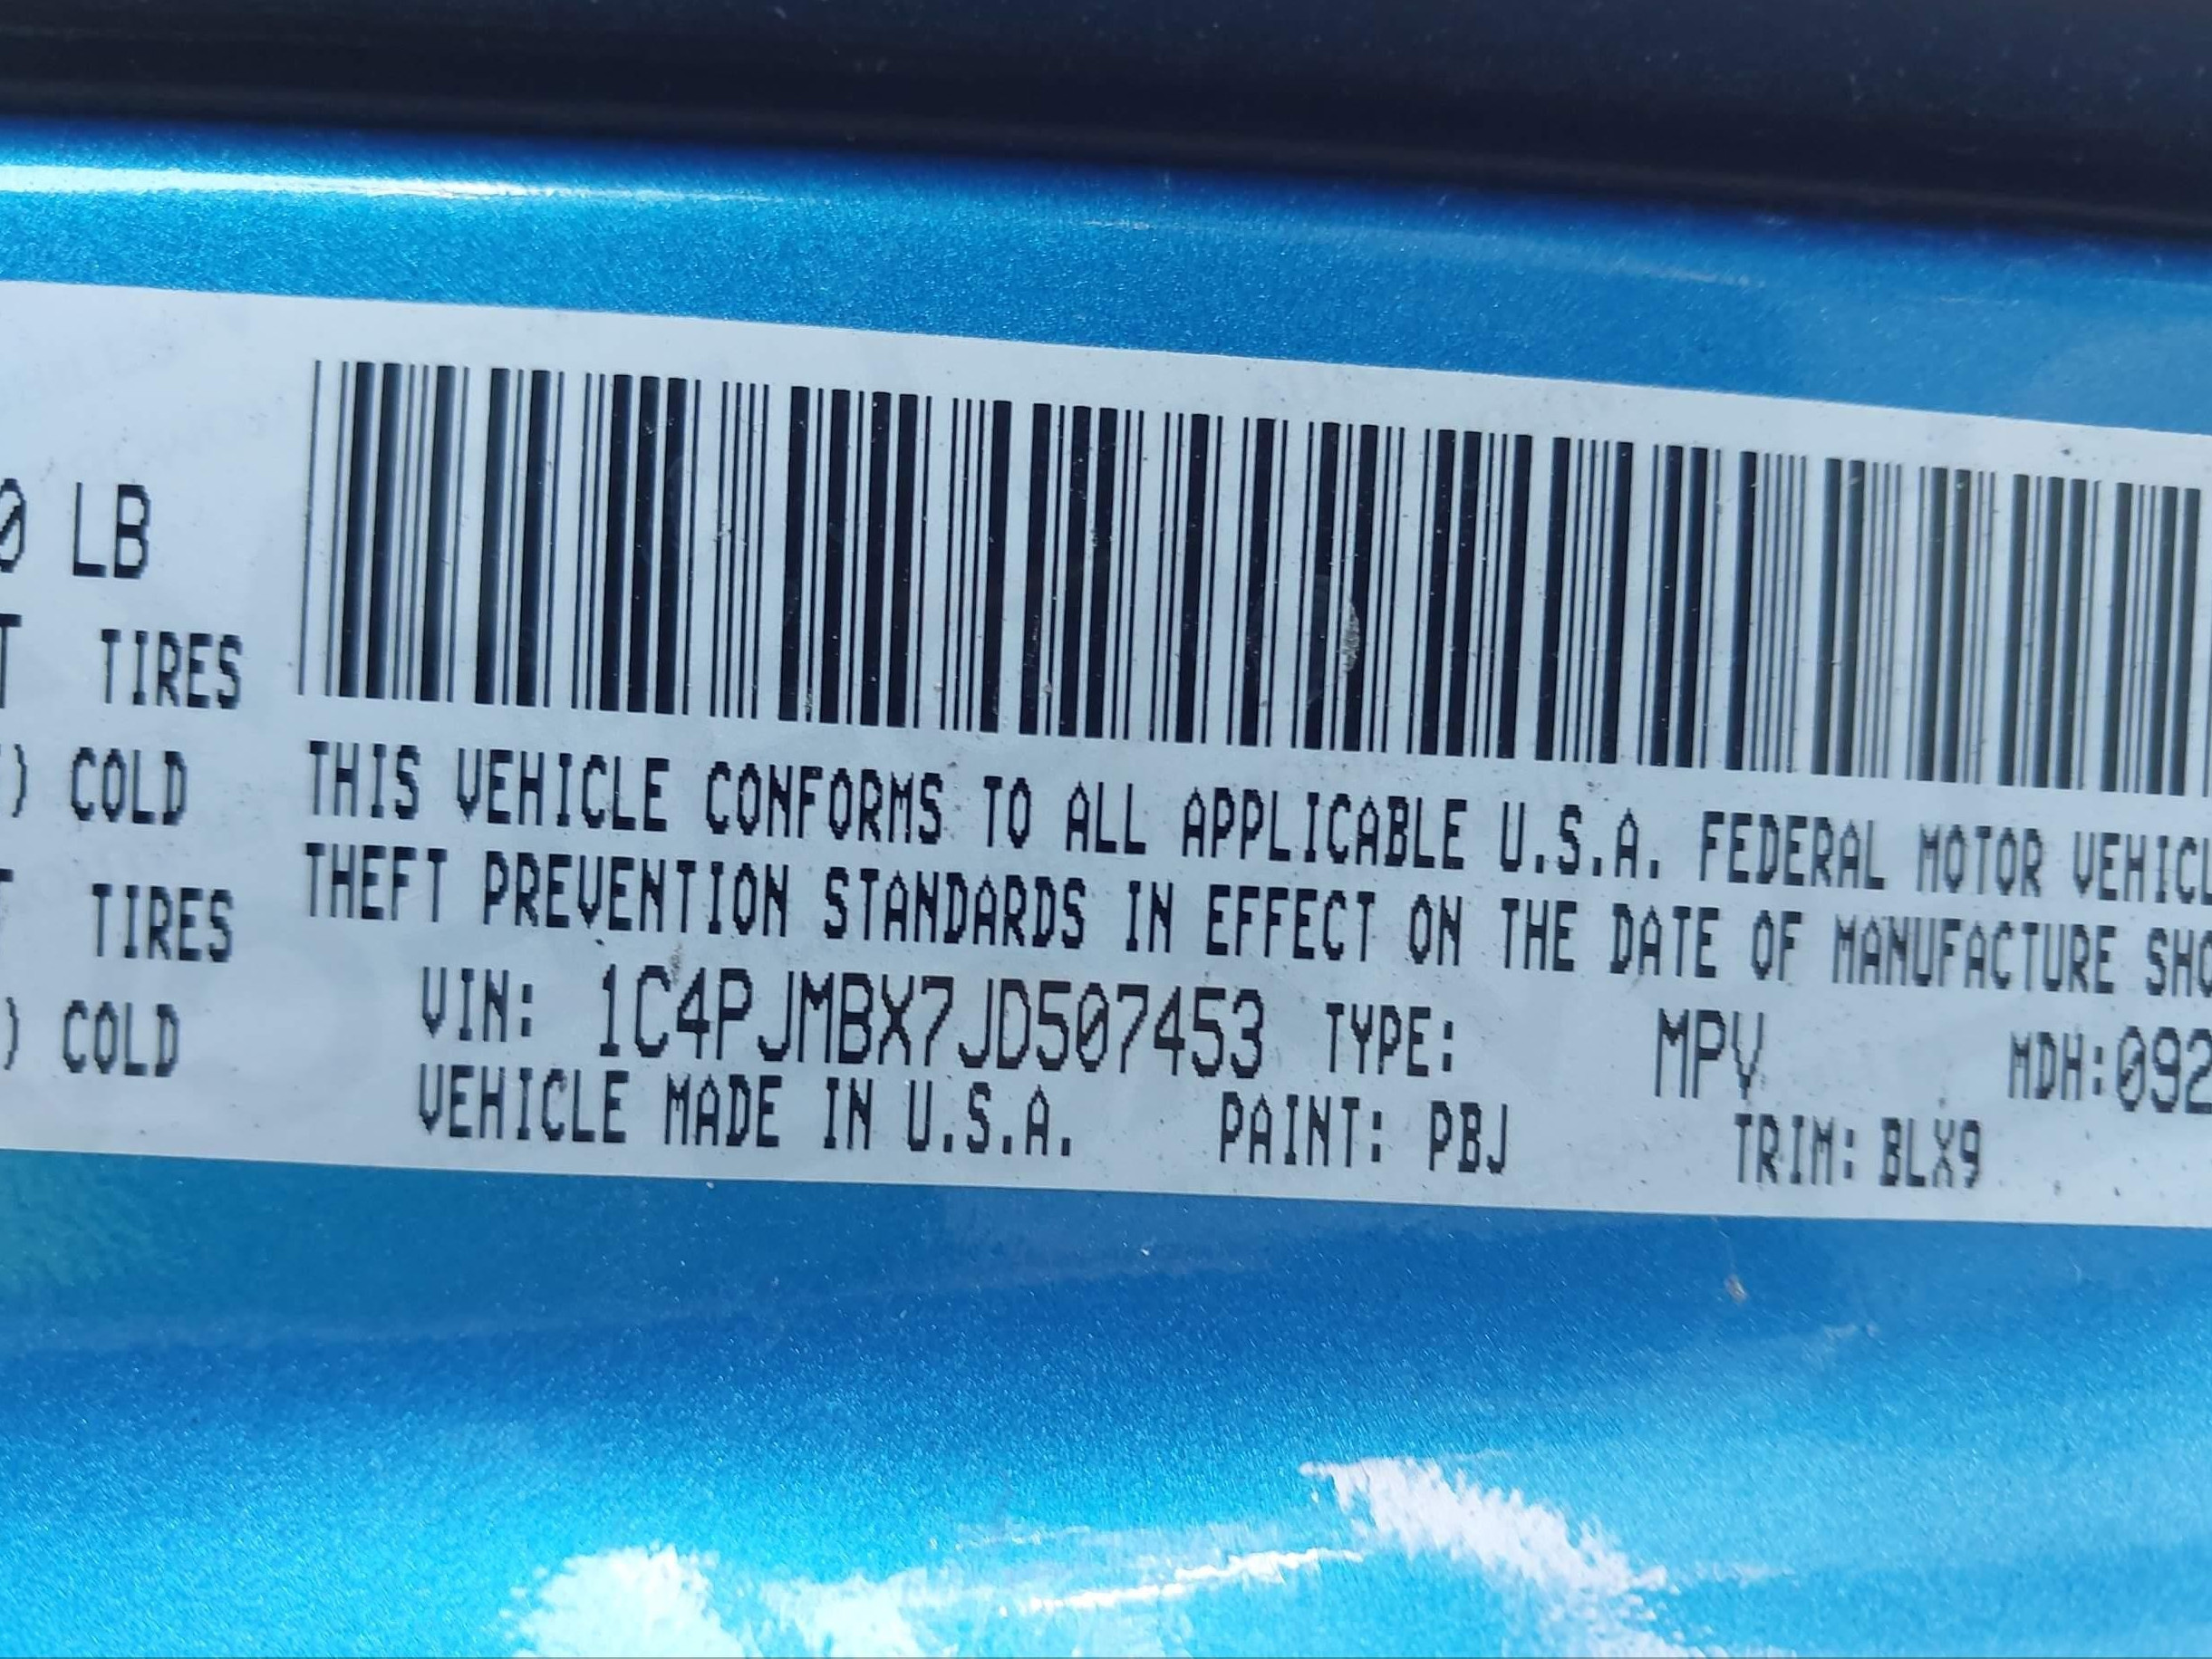 0 LB
T TIRES
) COLD
TIRES
) COLD
THIS VEHICLE CONFORMS TO ALL APPLICABLE U.S.A. FEDERAL MOTOR VEHICL
THEFT PREVENTION STANDARDS IN EFFECT ON THE DATE OF MANUFACTURE SHO
VIN: 1C4PJMBX7JD507453 TYPE: MPV MDH:092
VEHICLE MADE IN U.S.A. PAINT: PBJ TRIM: BLX9